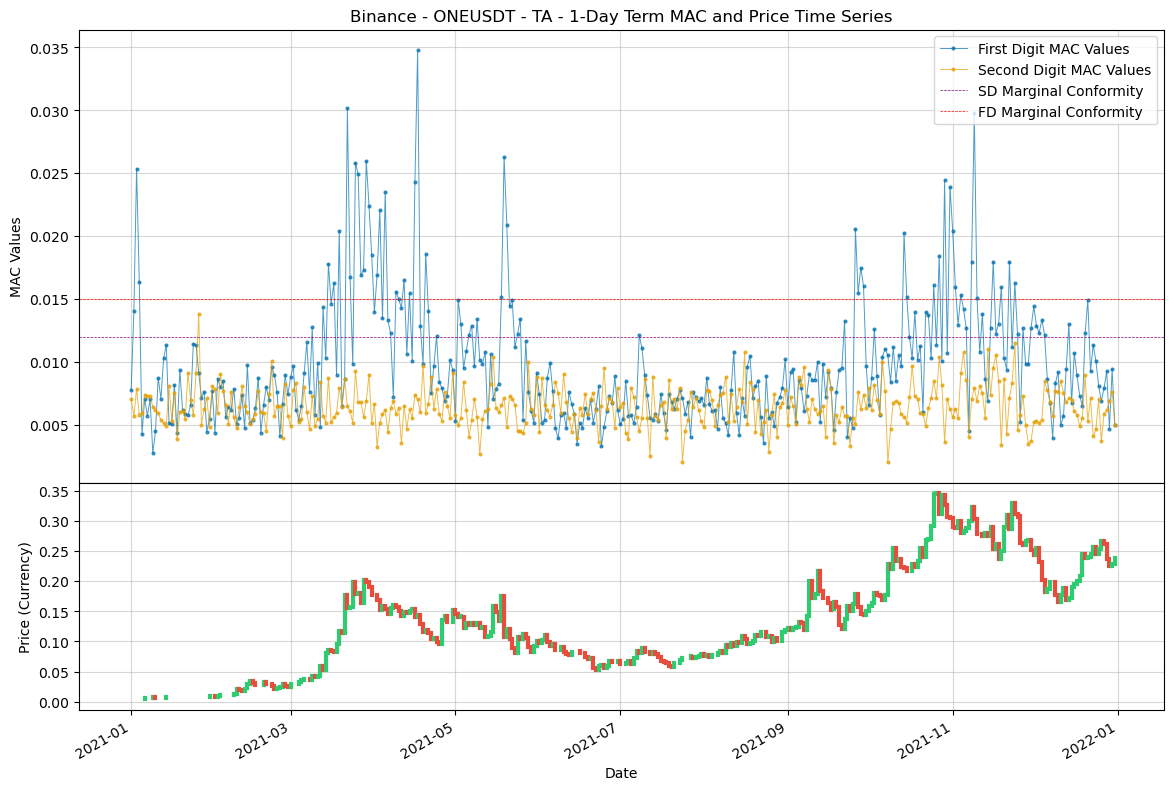 Binance - ONEUSDT - TA - 1-Day Term MAC and Price Time Series
First Digit MAC Values
Second Digit MAC Values
SD Marginal Conformity
FD Marginal Conformity
MAC Values
0.035
0.030
0.025
0.020
0.015
0.010
0.005
Price (Currency)
0.35
0.30
0.25
0.20
0.15
0.10
0.05
0.00
2021-01
2021-03
2021-05
2021-07
2021-09
2021-11
2022-01
Date